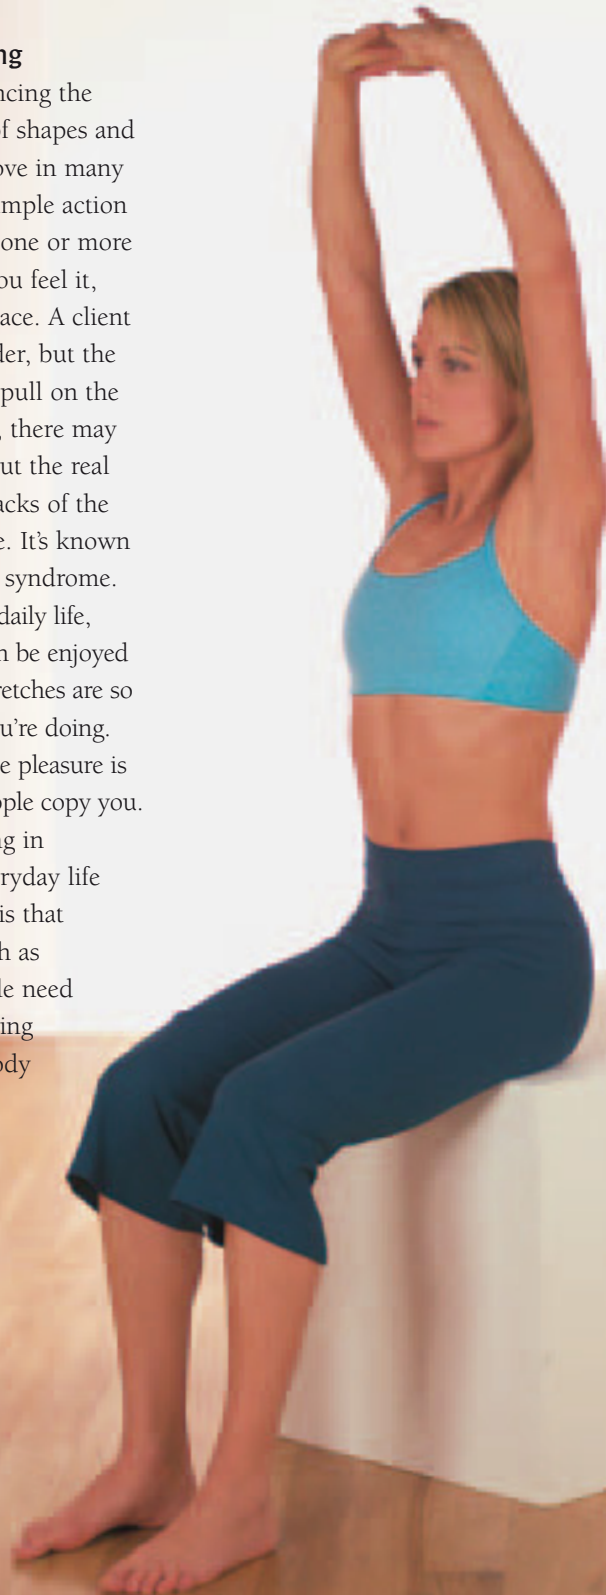 ng
ncing the
of shapes and
ove in many
mple action
one or more
ou feel it,
ace. A client
der, but the
pull on the
, there may
ut the real
acks of the
e. It's known
syndrome.
daily life,
n be enjoyed
retches are so
u're doing.
e pleasure is
ople copy you.
g in
ryday life
is that
h as
le need
ing
ody